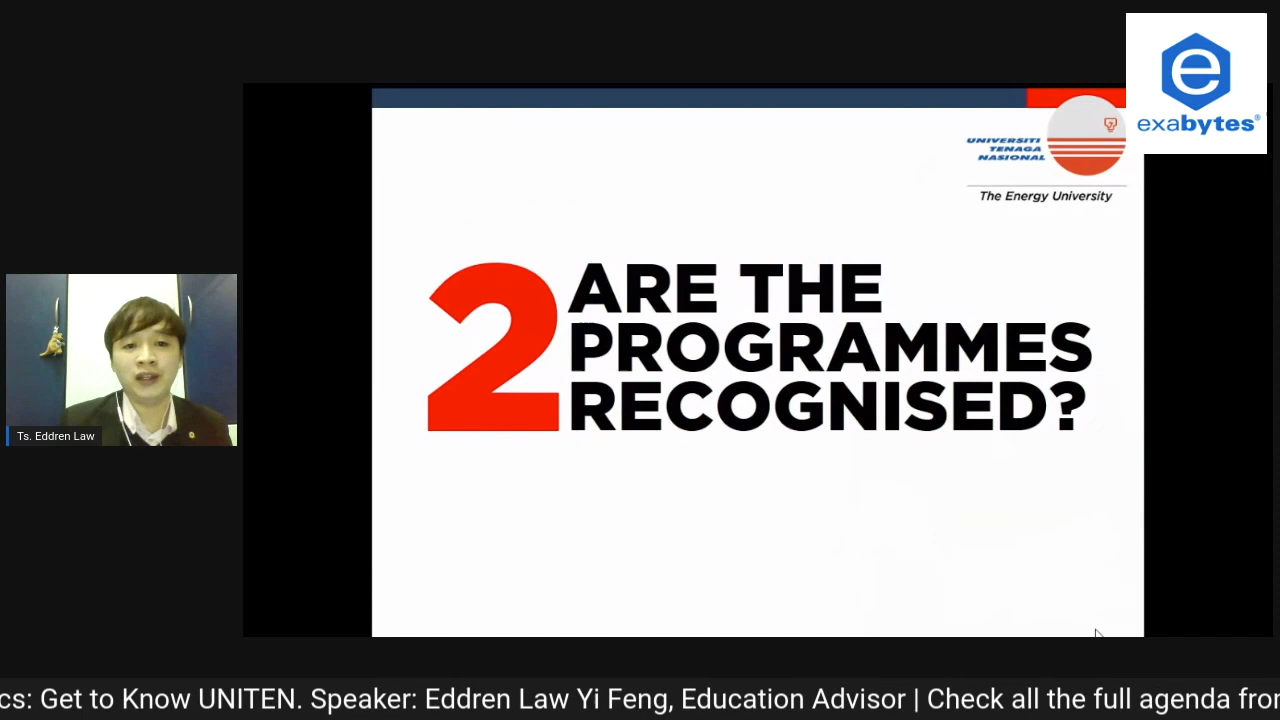 e
exabytes®
UNIVERSITI
TENAGA
NASIONAL
The Energy University
2
ARE THE
PROGRAMMES
RECOGNISED?
Ts. Eddren Law
cs: Get to Know UNITEN. Speaker: Eddren Law Yi Feng, Education Advisor | Check all the full agenda fro